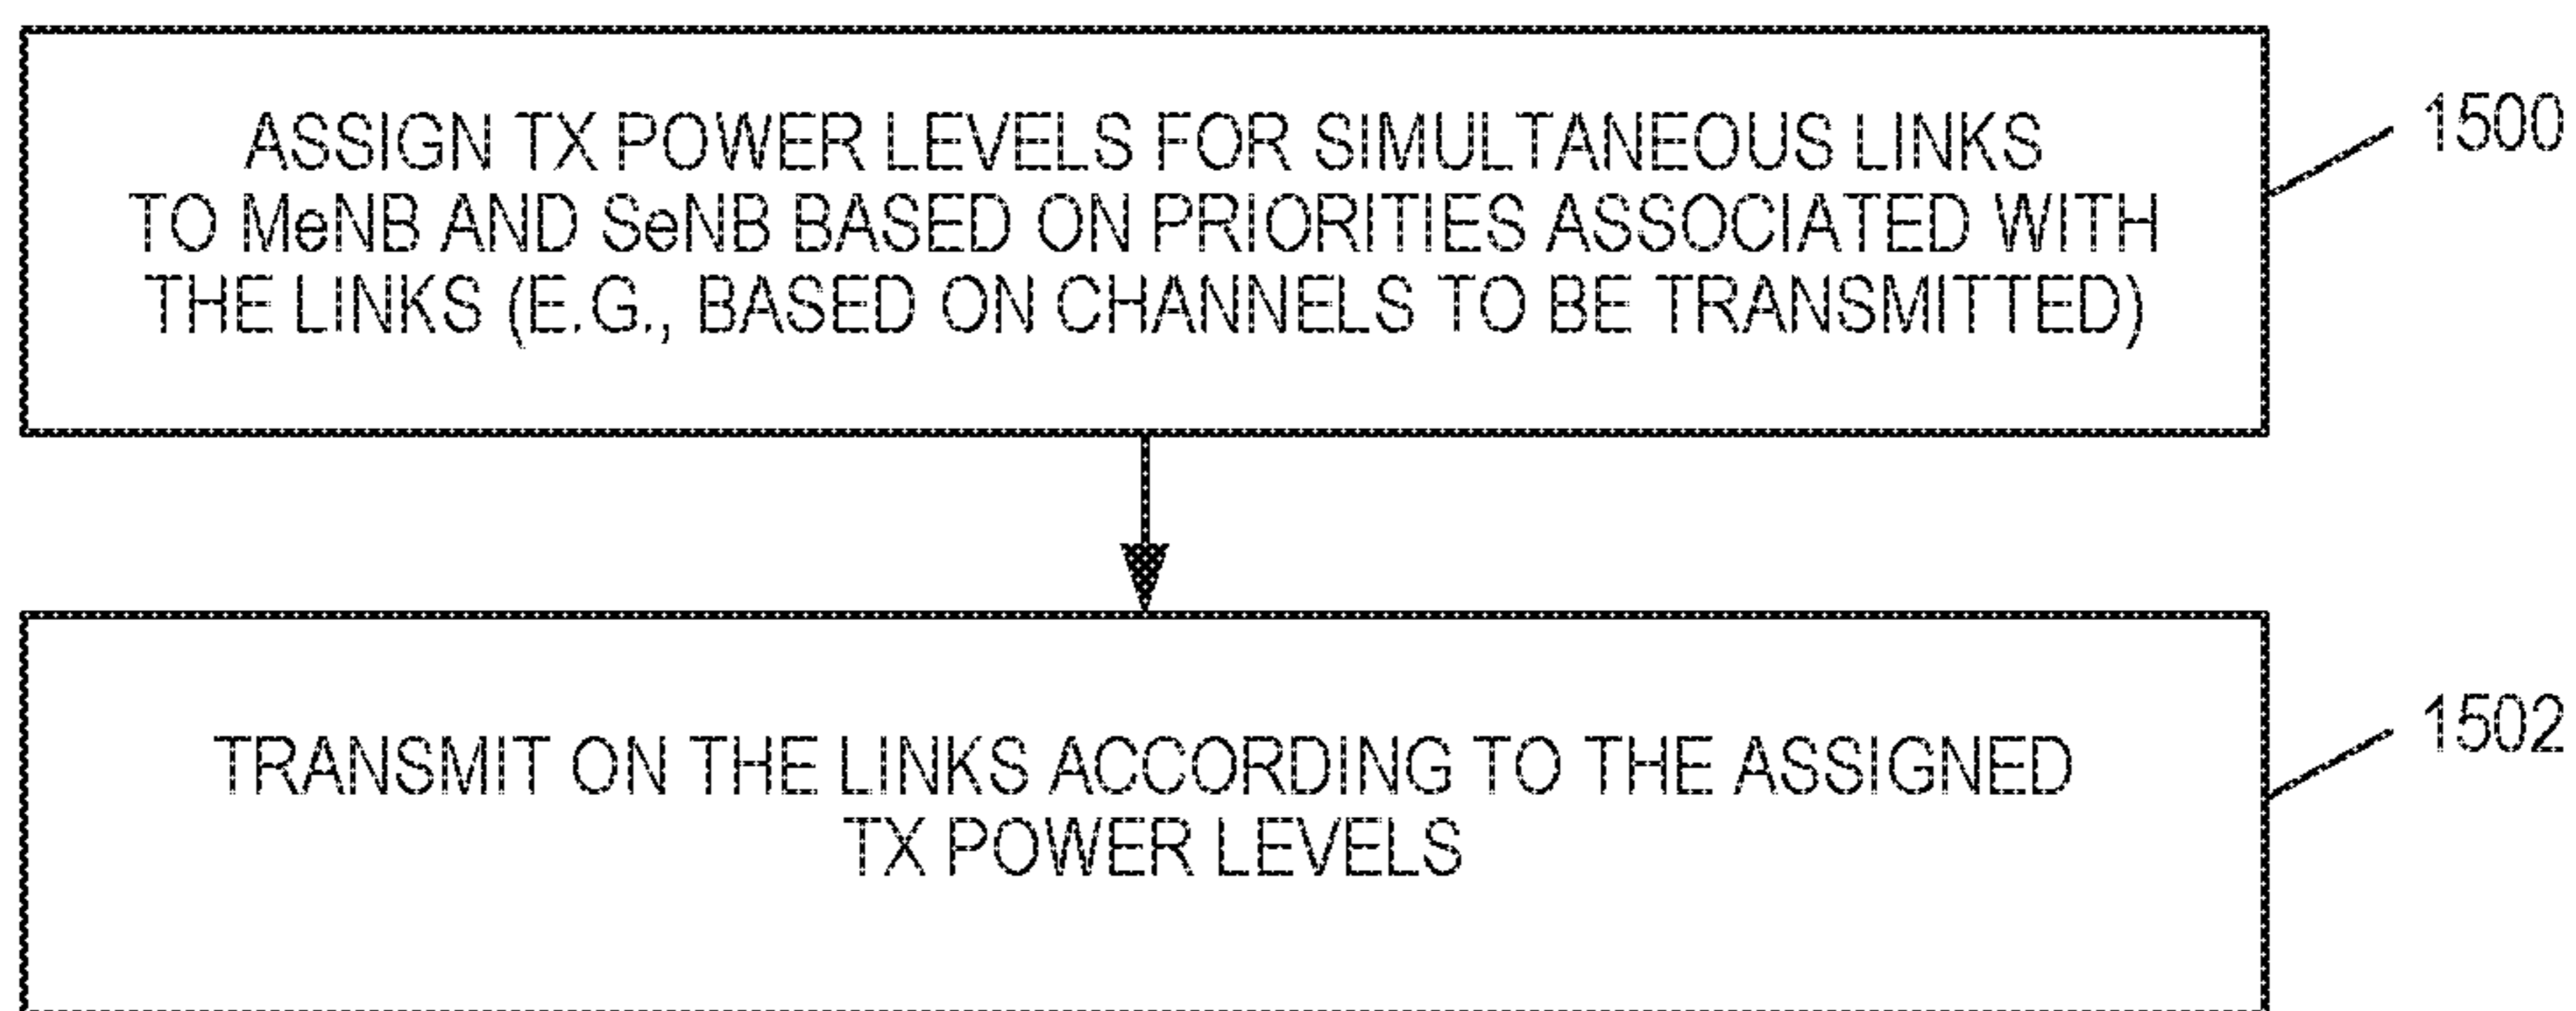 ASSIGN TX POWER LEVELS FOR SIMULTANEOUS LINKS
TO MeNB AND SeNB BASED ON PRIORITIES ASSOCIATED WITH
THE LINKS (E.G., BASED ON CHANNELS TO BE TRANSMITTED)
1500
TRANSMIT ON THE LINKS ACCORDING TO THE ASSIGNED
TX POWER LEVELS
1502